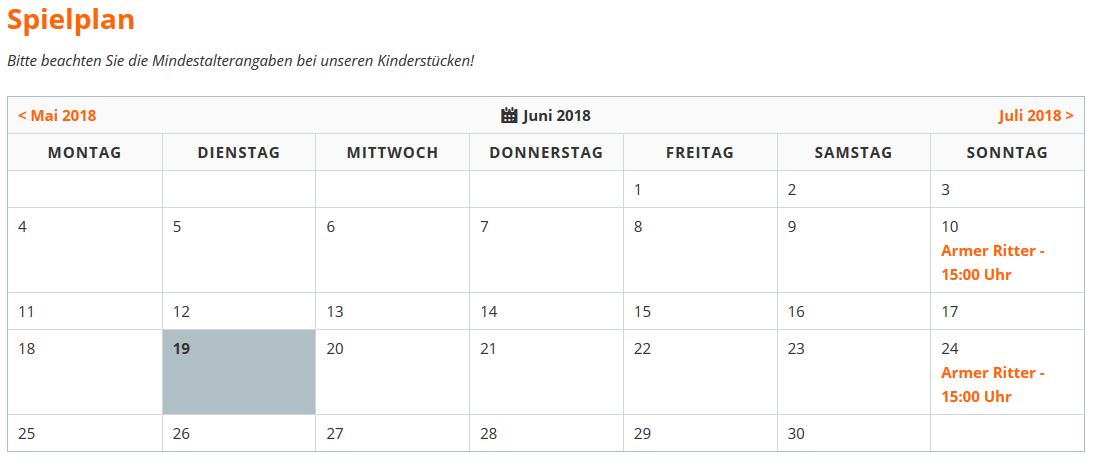 Spielplan
Bitte beachten Sie die Mindestalterangaben bei unseren Kinderstücken!
< Mai 2018 Juni 2018 Juli 2018 >
MONTAG DIENSTAG MITTWOCH DONNERSTAG FREITAG SAMSTAG SONNTAG
1 2 3
4 5 6 7 8 9 10
Armer Ritter -
15:00 Uhr
11 12 13 14 15 16 17
18 19 20 21 22 23 24
Armer Ritter -
15:00 Uhr
25 26 27 28 29 30